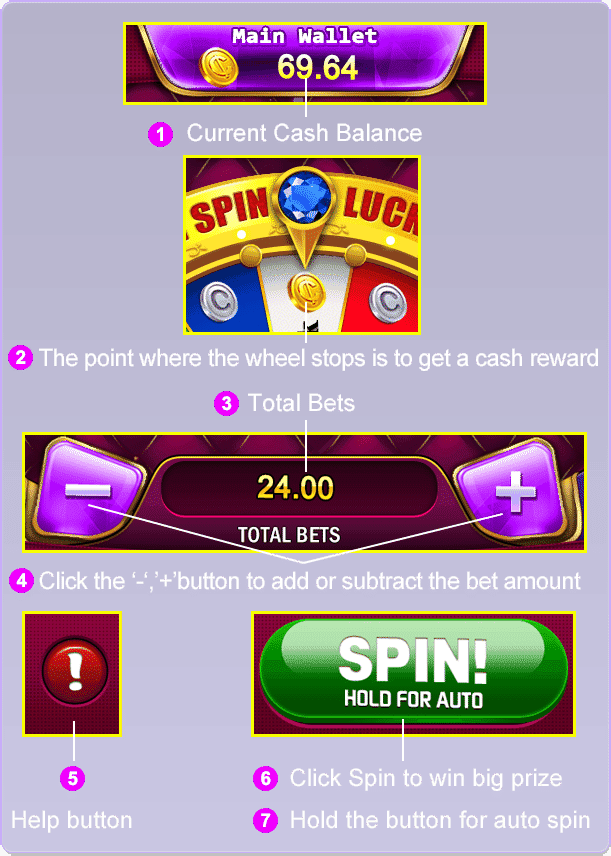 Main Wallet
69.64
1 Current Cash Balance
SPIN LUCK
C C C
2 The point where the wheel stops is to get a cash reward
3 Total Bets
24.00
TOTAL BETS
4 Click the ‘-‘,’+’button to add or subtract the bet amount
!
SPIN!
HOLD FOR AUTO
5
Help button
6 Click Spin to win big prize
7 Hold the button for auto spin